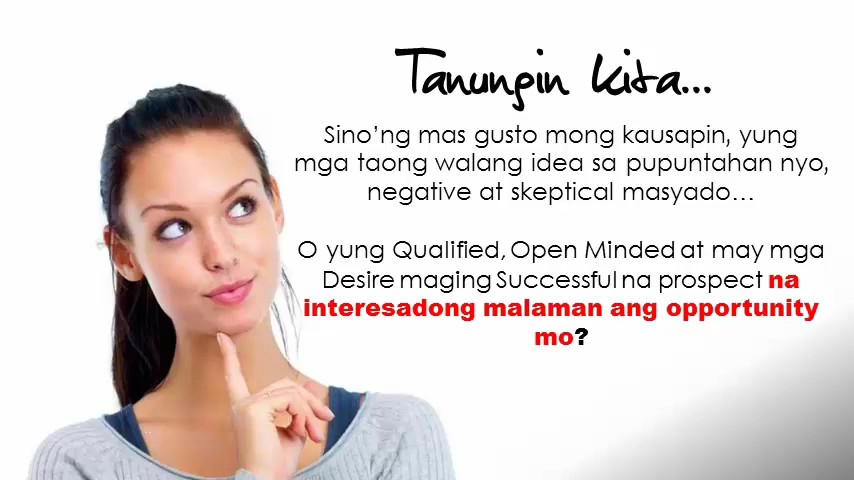 Tanungin kita...
Sino'ng mas gusto mong kausapin, yung
mga taong walang idea sa pupuntahan nyo,
negative at skeptical masyado...
O yung Qualified, Open Minded at may mga
Desire maging Successful na prospect na
interesadong malaman ang opportunity
mo?